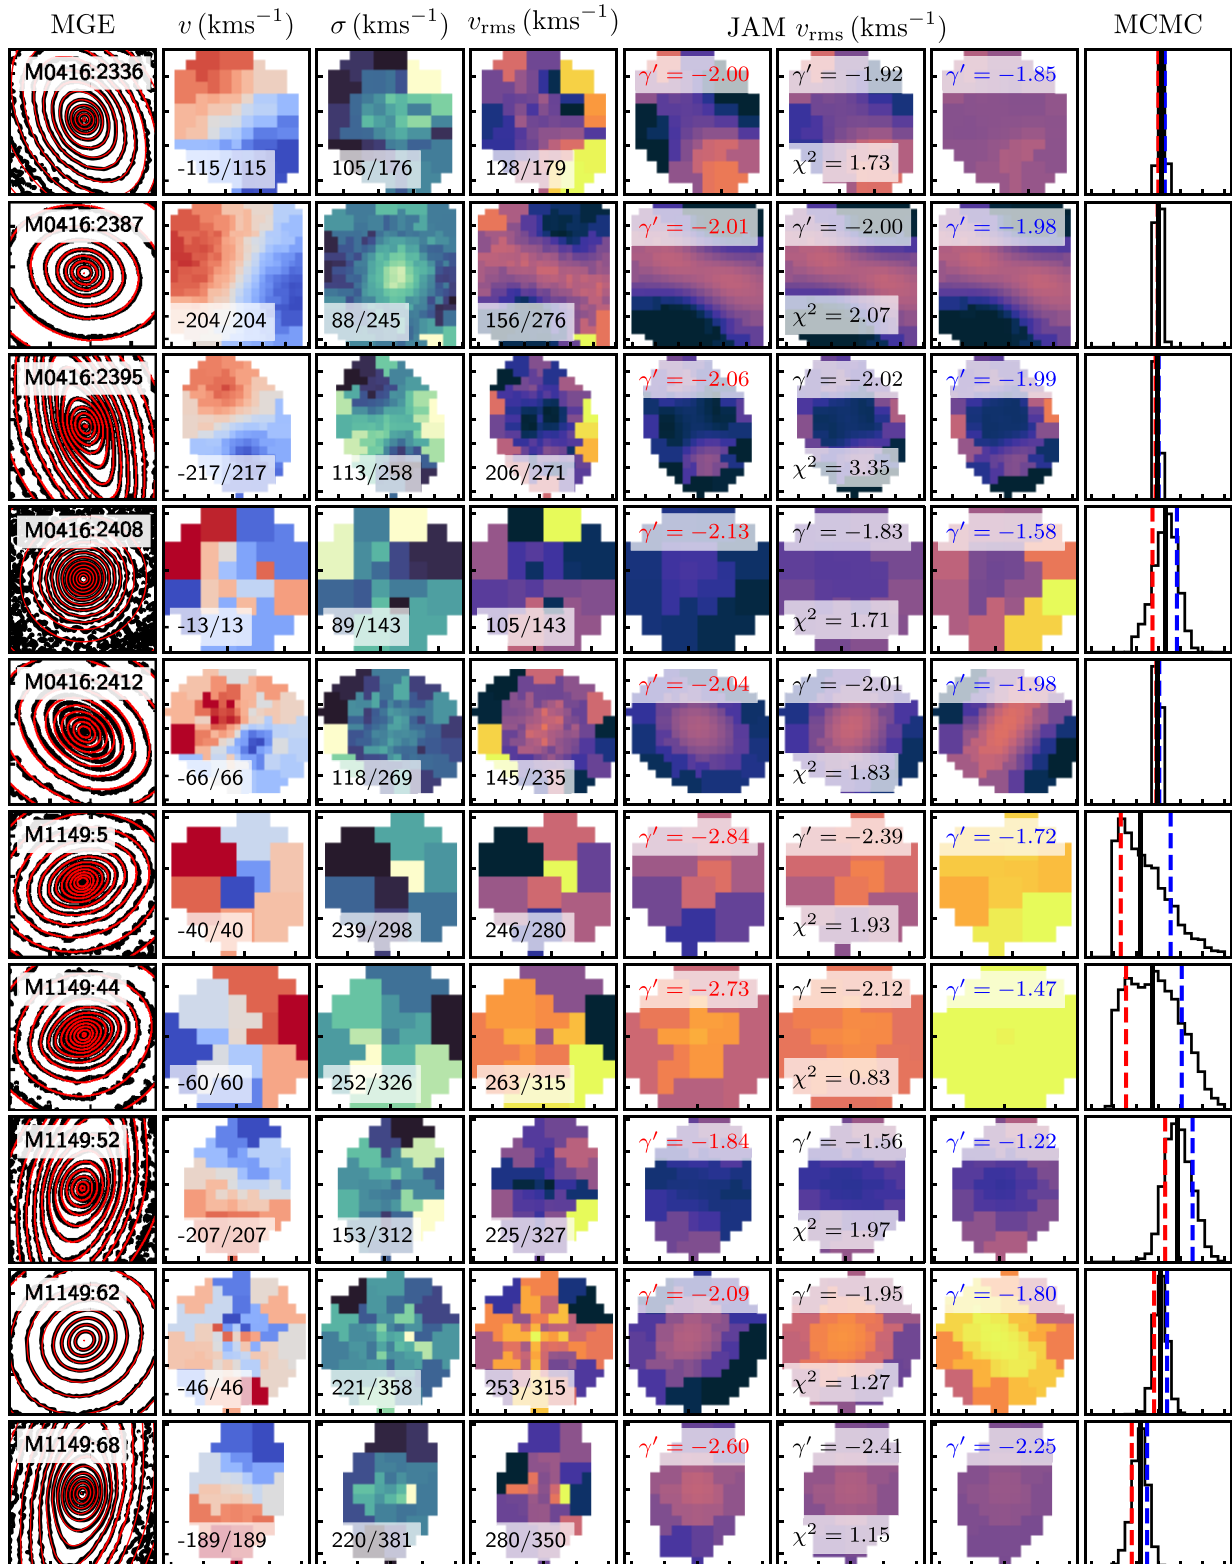 MGE v (kms⁻¹) σ (kms⁻¹) v_rms (kms⁻¹) JAM v_rms (kms⁻¹) MCMC
M0416:2336 γ′ = −2.00 γ′ = −1.92 γ′ = −1.85
-115/115 105/176 128/179 χ² = 1.73
M0416:2387 γ′ = −2.01 γ′ = −2.00 γ′ = −1.98
-204/204 88/245 156/276 χ² = 2.07
M0416:2395 γ′ = −2.06 γ′ = −2.02 γ′ = −1.99
-217/217 113/258 206/271 χ² = 3.35
M0416:2408 γ′ = −2.13 γ′ = −1.83 γ′ = −1.58
-13/13 89/143 105/143 χ² = 1.71
M0416:2412 γ′ = −2.04 γ′ = −2.01 γ′ = −1.98
-66/66 118/269 145/235 χ² = 1.83
M1149:5 γ′ = −2.84 γ′ = −2.39 γ′ = −1.72
-40/40 239/298 246/280 χ² = 1.93
M1149:44 γ′ = −2.73 γ′ = −2.12 γ′ = −1.47
-60/60 252/326 263/315 χ² = 0.83
M1149:52 γ′ = −1.84 γ′ = −1.56 γ′ = −1.22
-207/207 153/312 225/327 χ² = 1.97
M1149:62 γ′ = −2.09 γ′ = −1.95 γ′ = −1.80
-46/46 221/358 253/315 χ² = 1.27
M1149:68 γ′ = −2.60 γ′ = −2.41 γ′ = −2.25
-189/189 220/381 280/350 χ² = 1.15